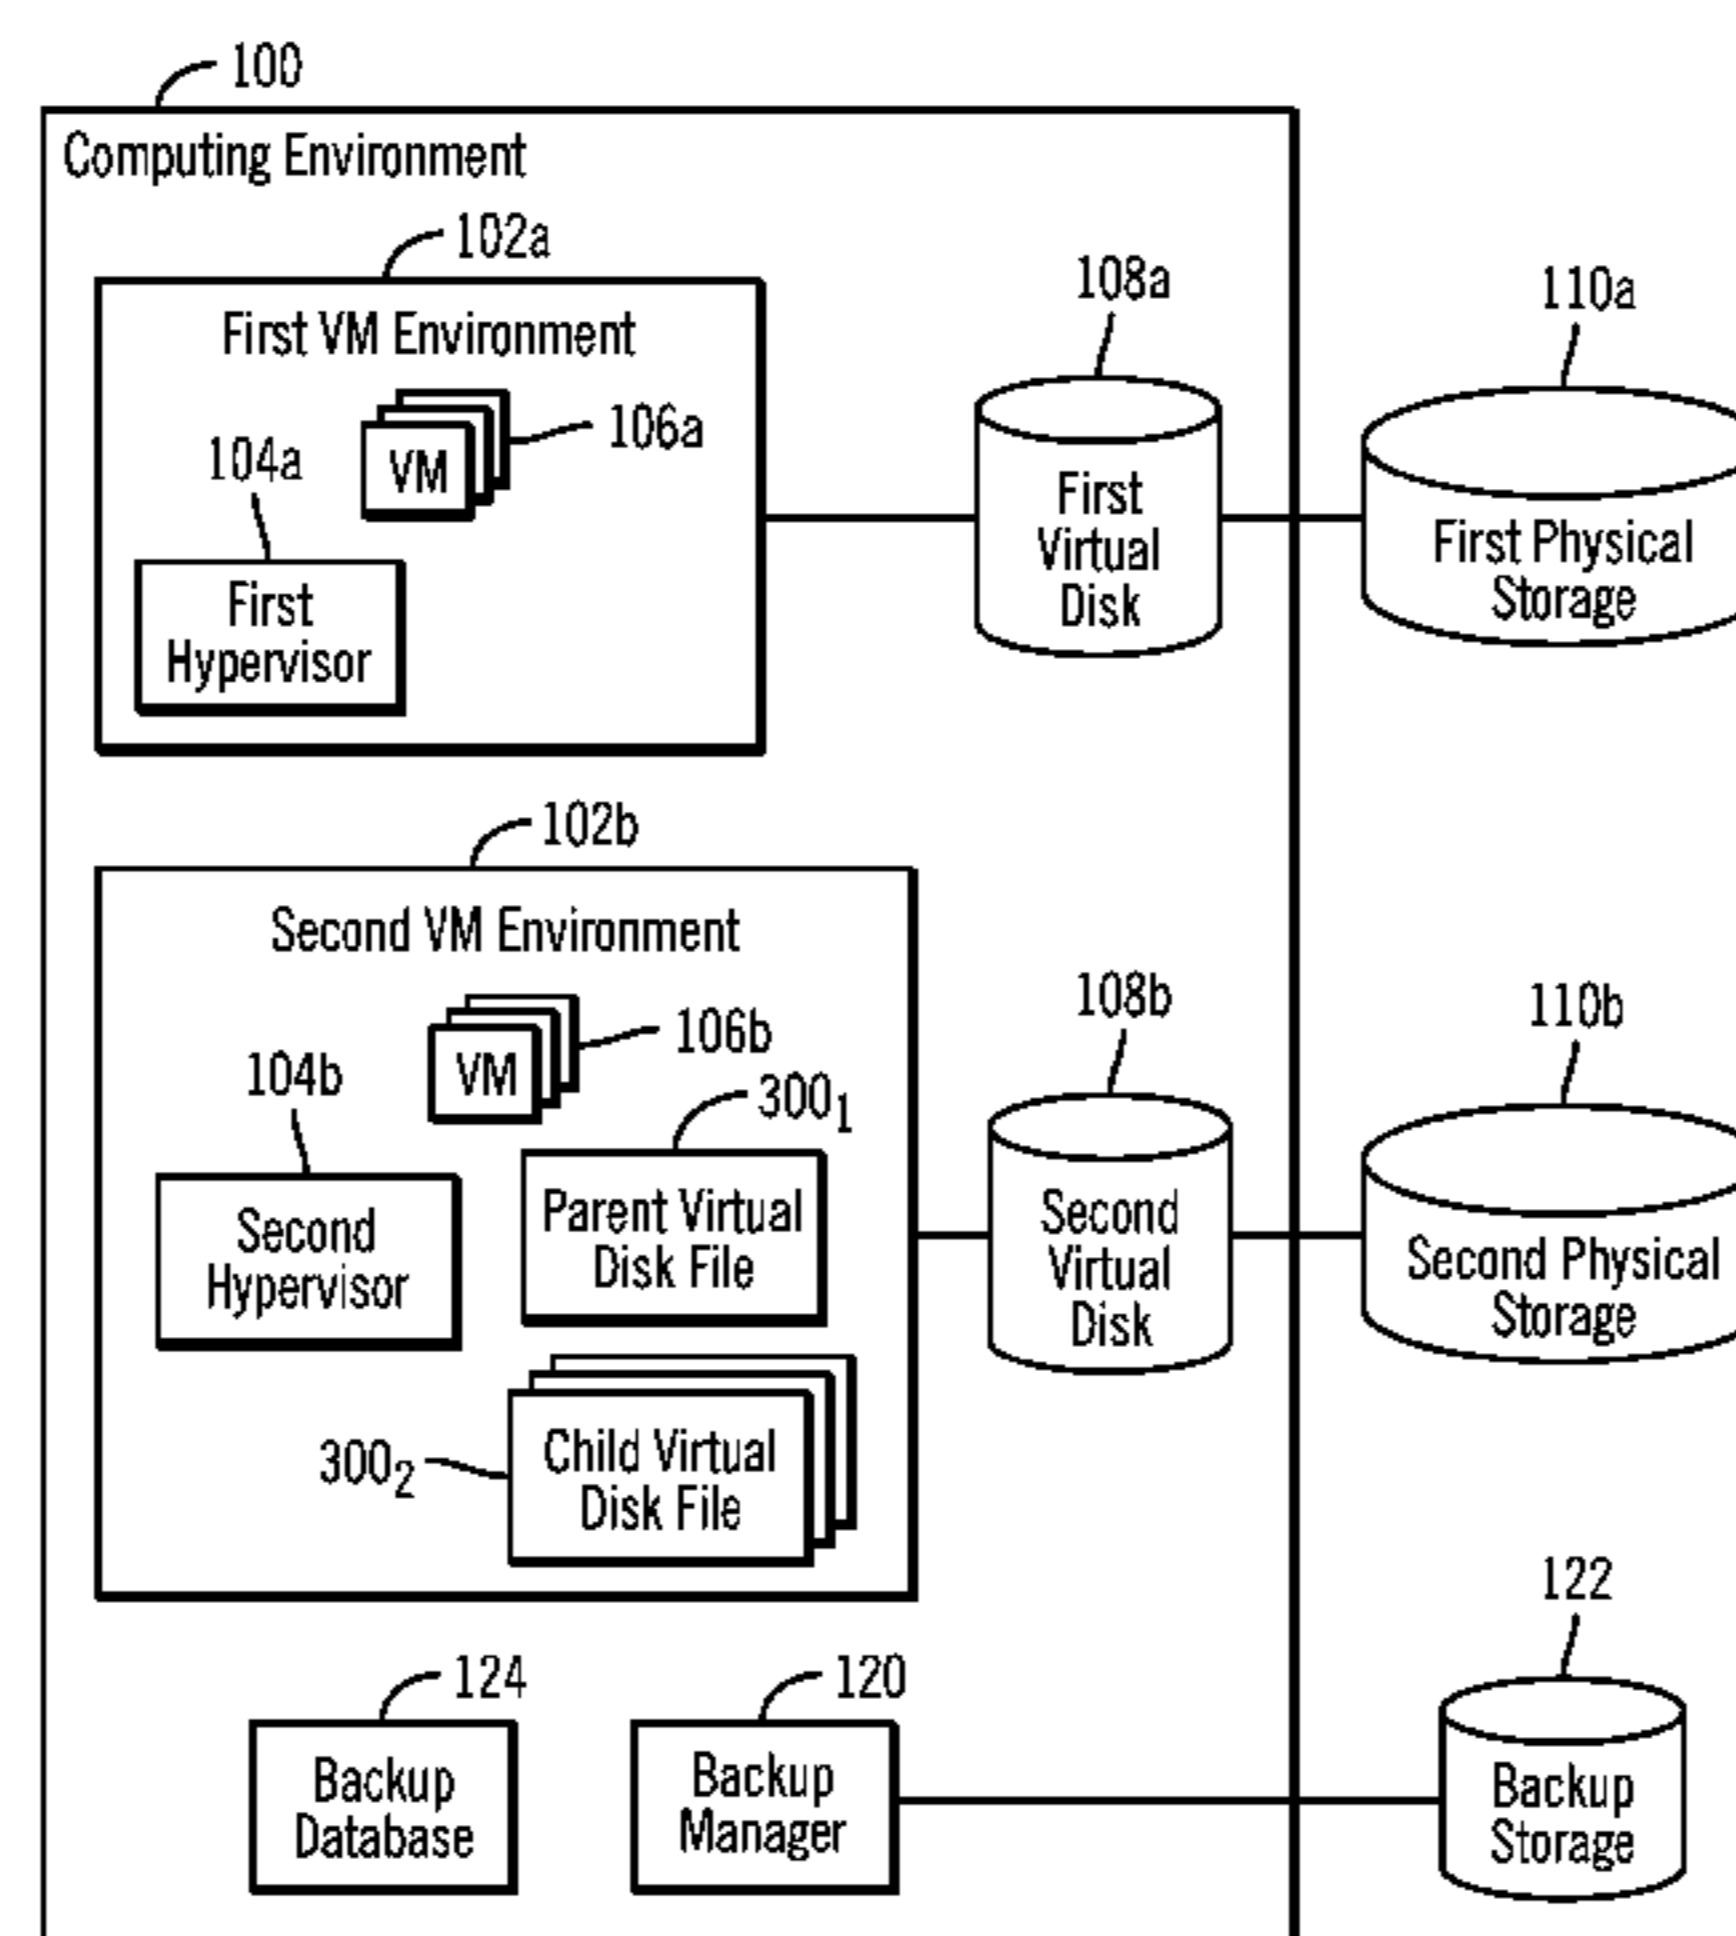 100
Computing Environment
102a
First VM Environment
106a
VM
104a
First
Hypervisor
108a
First
Virtual
Disk
110a
First Physical
Storage
102b
Second VM Environment
106b
VM
104b
Second
Hypervisor
300₁
Parent Virtual
Disk File
300₂
Child Virtual
Disk File
108b
Second
Virtual
Disk
110b
Second Physical
Storage
124
Backup
Database
120
Backup
Manager
122
Backup
Storage